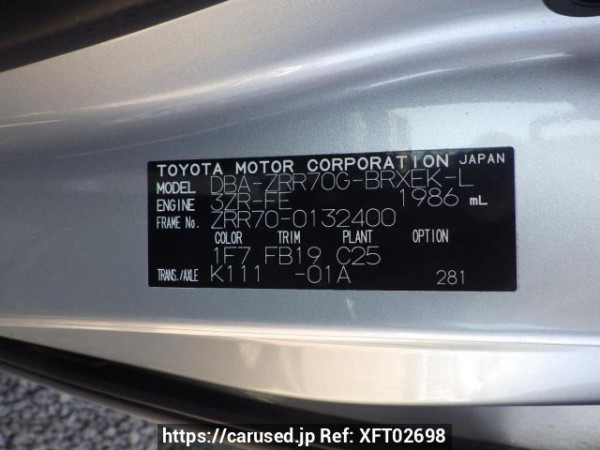 TOYOTA MOTOR CORPORATION JAPAN
MODEL DBA-ZRR70G-BRXEK-L
ENGINE 3ZR-FE 1986 mL
FRAME No. ZRR70-0132400
COLOR TRIM PLANT OPTION
1F7 FB19 C25
TRANS./AXLE K111 -01A 281
https://carused.jp Ref: XFT02698